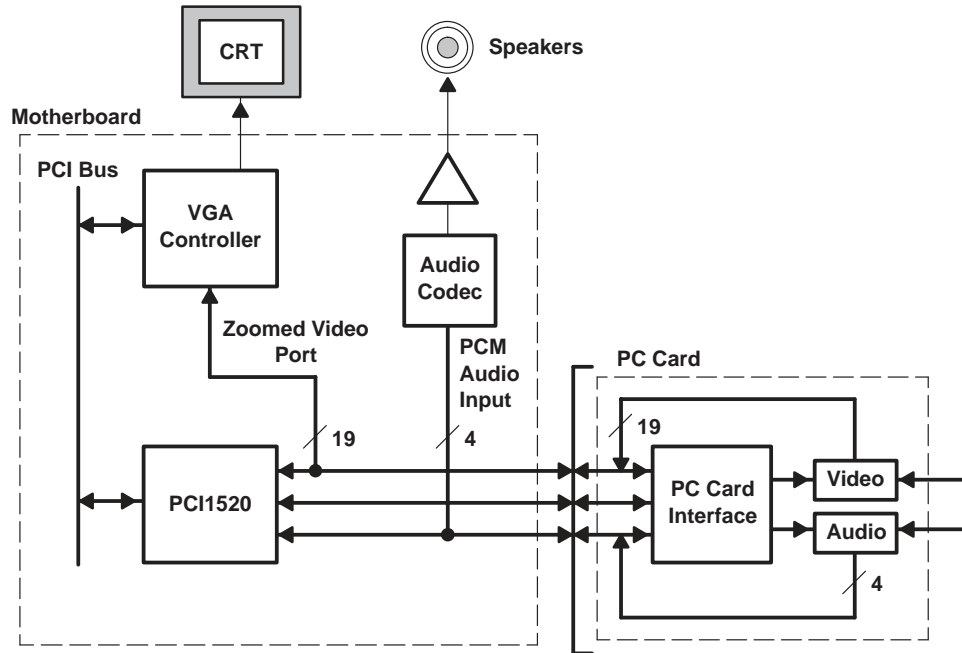 CRT
Speakers
Motherboard
PCI Bus
VGA
Controller
Audio
Codec
Zoomed Video
Port
PCM
Audio
Input
PC Card
19
4
19
PCI1520
PC Card
Interface
Video
Audio
4